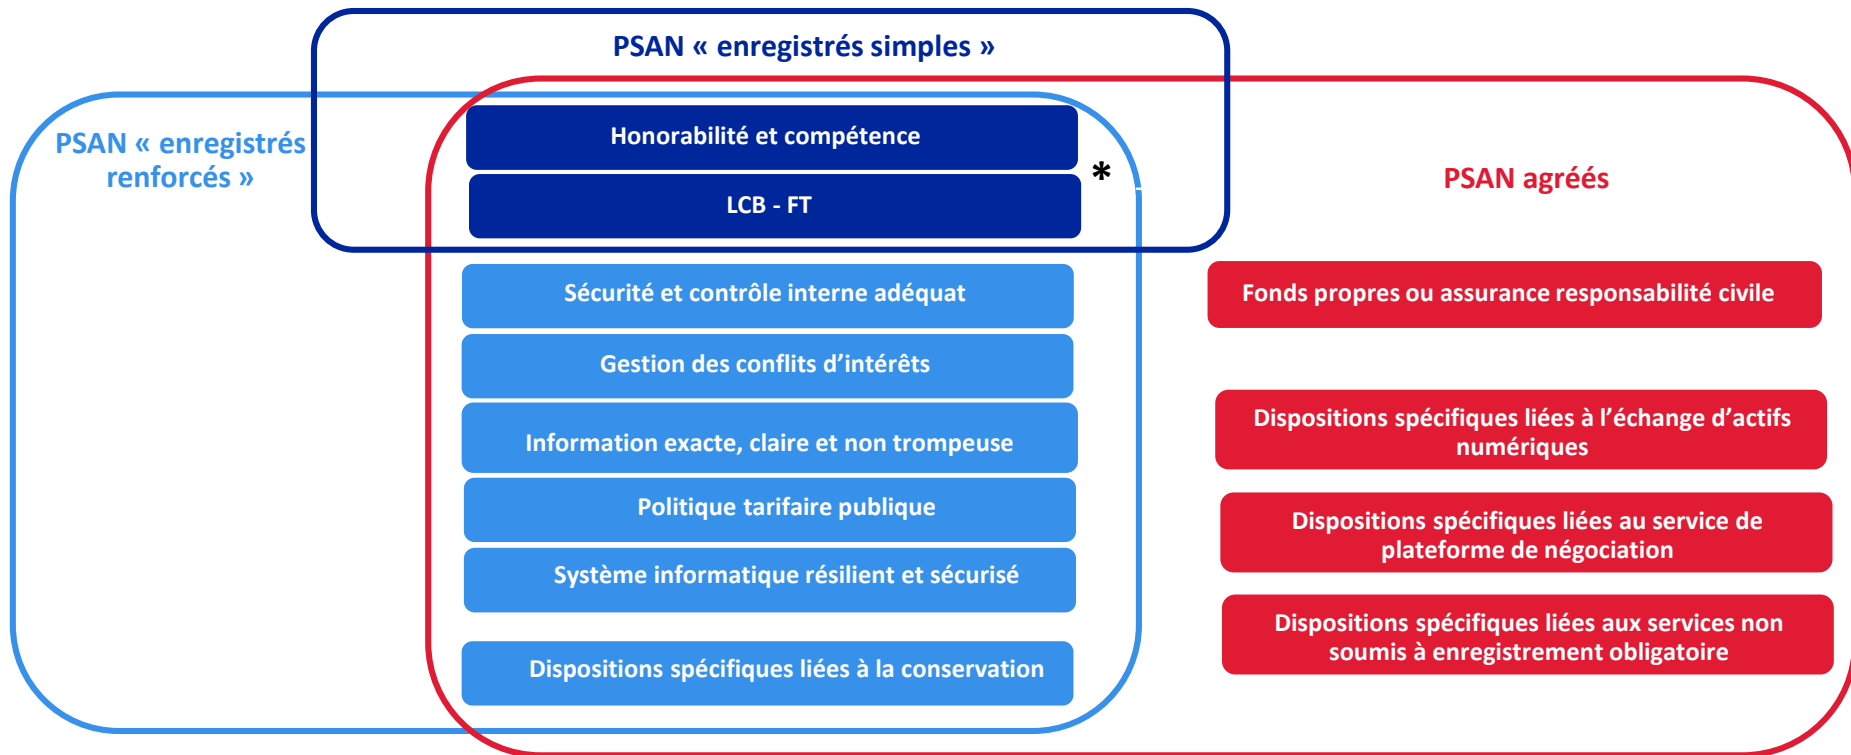 PSAN « enregistrés simples »
PSAN « enregistrés
renforcés »
Honorabilité et compétence
*
LCB - FT
PSAN agréés
Sécurité et contrôle interne adéquat
Gestion des conflits d’intérêts
Information exacte, claire et non trompeuse
Politique tarifaire publique
Système informatique résilient et sécurisé
Dispositions spécifiques liées à la conservation
Fonds propres ou assurance responsabilité civile
Dispositions spécifiques liées à l’échange d’actifs
numériques
Dispositions spécifiques liées au service de
plateforme de négociation
Dispositions spécifiques liées aux services non
soumis à enregistrement obligatoire